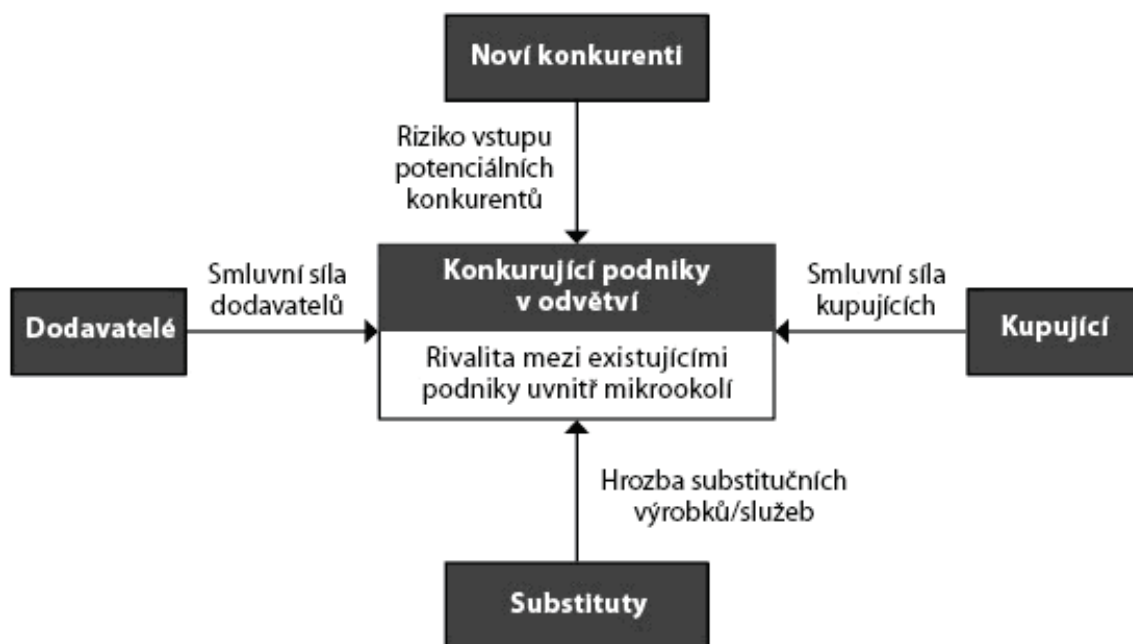 Noví konkurenti
Riziko vstupu
potenciálních
konkurentů
Smluvní síla
dodavatelů
Konkurující podniky
v odvětví
Smluvní síla
kupujících
Dodavatelé
Kupující
Rivalita mezi existujícími
podniky uvnitř mikrookolí
Hrozba substitučních
výrobků/služeb
Substituty